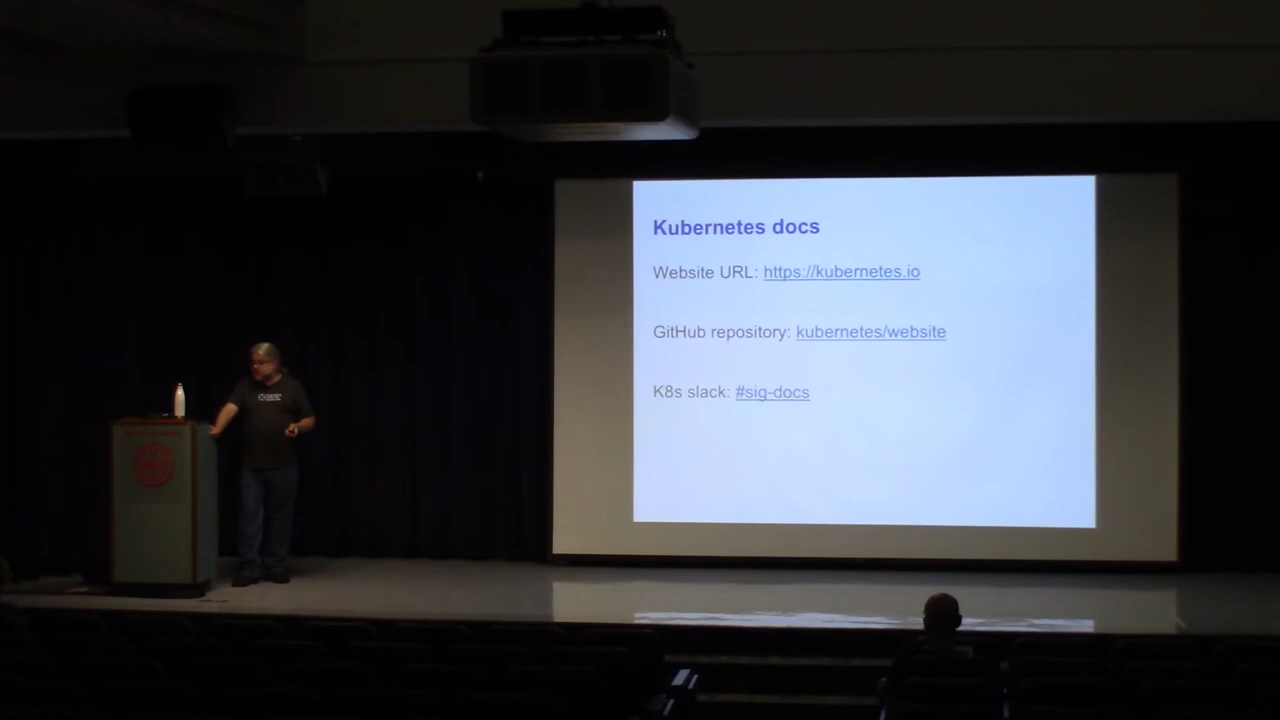 Kubernetes docs
Website URL: https://kubernetes.io
GitHub repository: kubernetes/website
K8s slack: #sig-docs